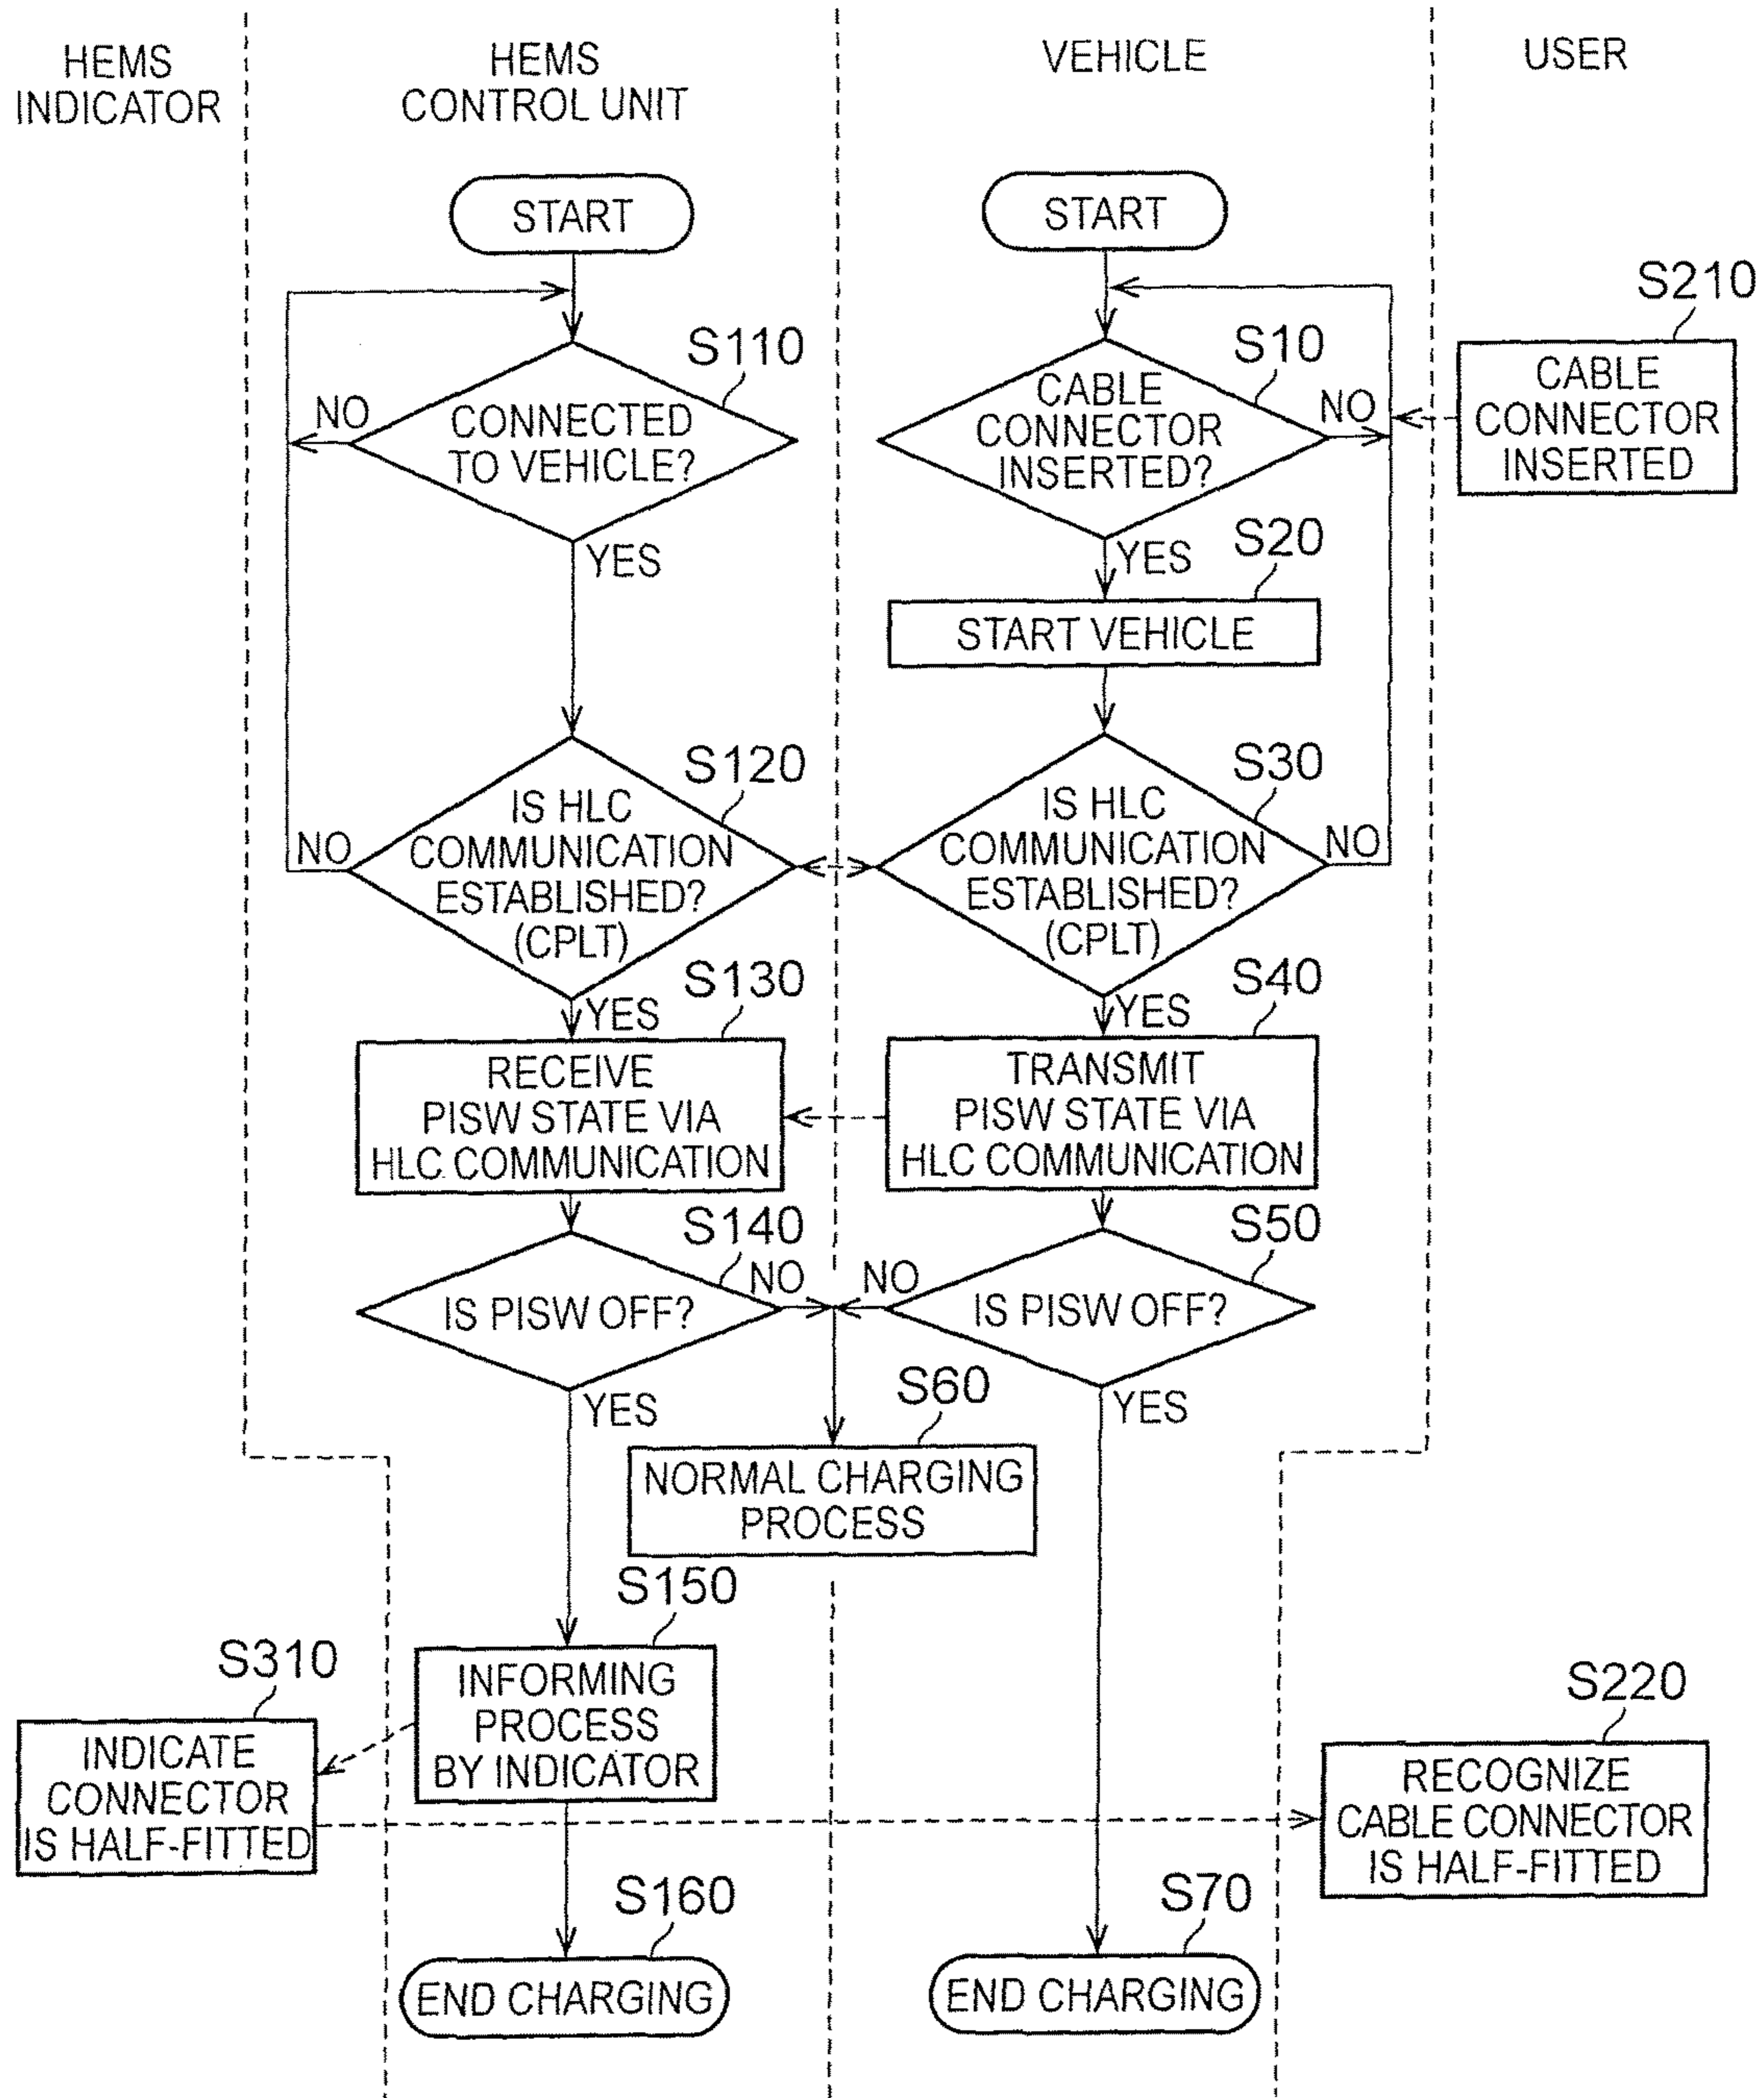 HEMS
INDICATOR
HEMS
CONTROL UNIT
VEHICLE
USER
START
START
S110
CONNECTED
TO VEHICLE?
NO
YES
S10
CABLE
CONNECTOR
INSERTED?
NO
YES
S210
CABLE
CONNECTOR
INSERTED
S20
START VEHICLE
S120
IS HLC
COMMUNICATION
ESTABLISHED?
(CPLT)
NO
YES
S30
IS HLC
COMMUNICATION
ESTABLISHED?
(CPLT)
NO
YES
S130
RECEIVE
PISW STATE VIA
HLC COMMUNICATION
S40
TRANSMIT
PISW STATE VIA
HLC COMMUNICATION
S140
IS PISW OFF?
NO
YES
S50
IS PISW OFF?
NO
YES
S60
NORMAL CHARGING
PROCESS
S150
INFORMING
PROCESS
BY INDICATOR
S310
INDICATE
CONNECTOR
IS HALF-FITTED
S220
RECOGNIZE
CABLE CONNECTOR
IS HALF-FITTED
S160
END CHARGING
S70
END CHARGING